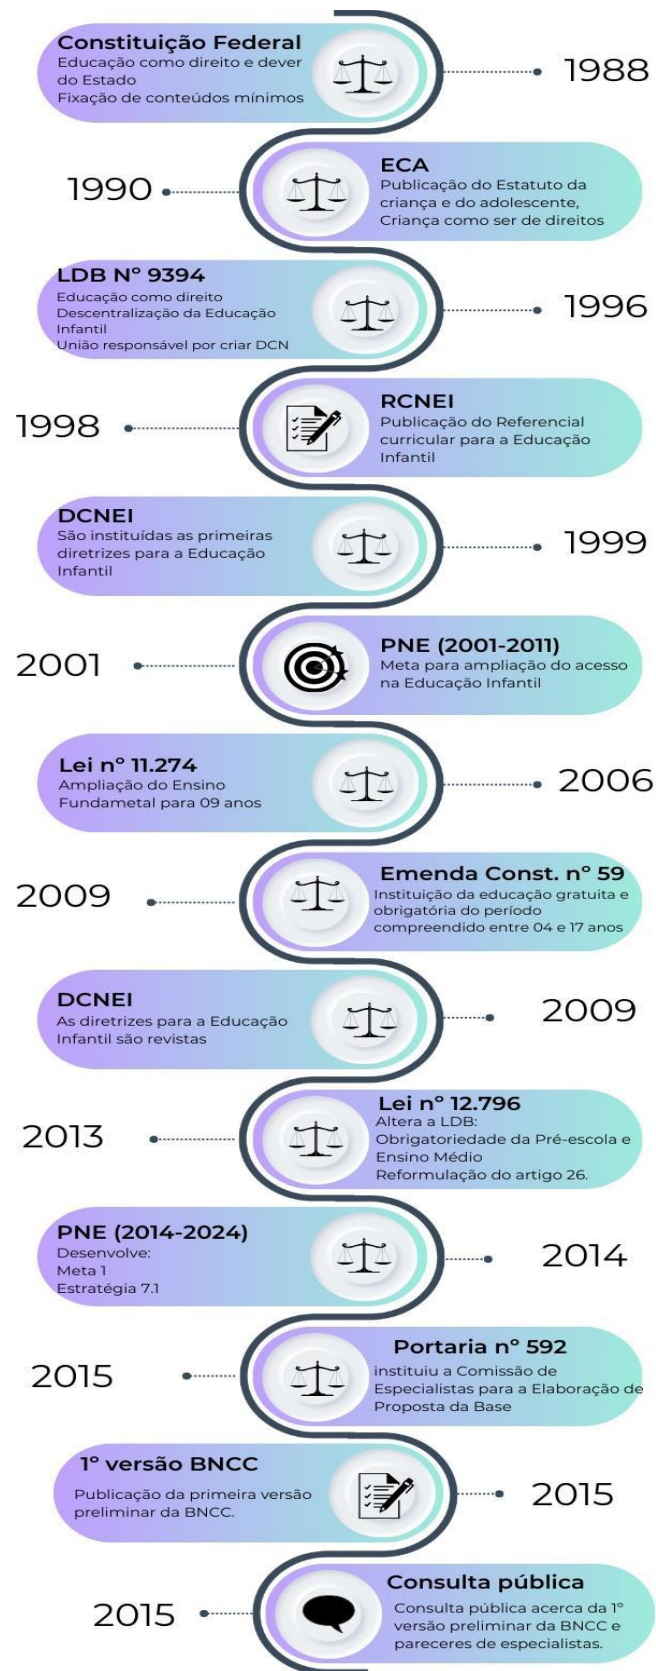 Constituição Federal
Educação como direito e dever
do Estado
Fixação de conteúdos mínimos
1988
1990
ECA
Publicação do Estatuto da
criança e do adolescente,
Criança como ser de direitos
LDB Nº 9394
Educação como direito
Descentralização da Educação
Infantil
União responsável por criar DCN
1996
1998
RCNEI
Publicação do Referencial
curricular para a Educação
Infantil
DCNEI
São instituídas as primeiras
diretrizes para a Educação
Infantil
1999
2001
PNE (2001-2011)
Meta para ampliação do acesso
na Educação Infantil
Lei nº 11.274
Ampliação do Ensino
Fundametal para 09 anos
2006
2009
Emenda Const. nº 59
Instituição da educação gratuita e
obrigatória do período
compreendido entre 04 e 17 anos
DCNEI
As diretrizes para a Educação
Infantil são revistas
2009
2013
Lei nº 12.796
Altera a LDB:
Obrigatoriedade da Pré-escola e
Ensino Médio
Reformulação do artigo 26.
PNE (2014-2024)
Desenvolve:
Meta 1
Estratégia 7.1
2014
2015
Portaria nº 592
instituiu a Comissão de
Especialistas para a Elaboração de
Proposta da Base
1º versão BNCC
Publicação da primeira versão
preliminar da BNCC.
2015
2015
Consulta pública
Consulta pública acerca da 1º
versão preliminar da BNCC e
pareceres de especialistas.